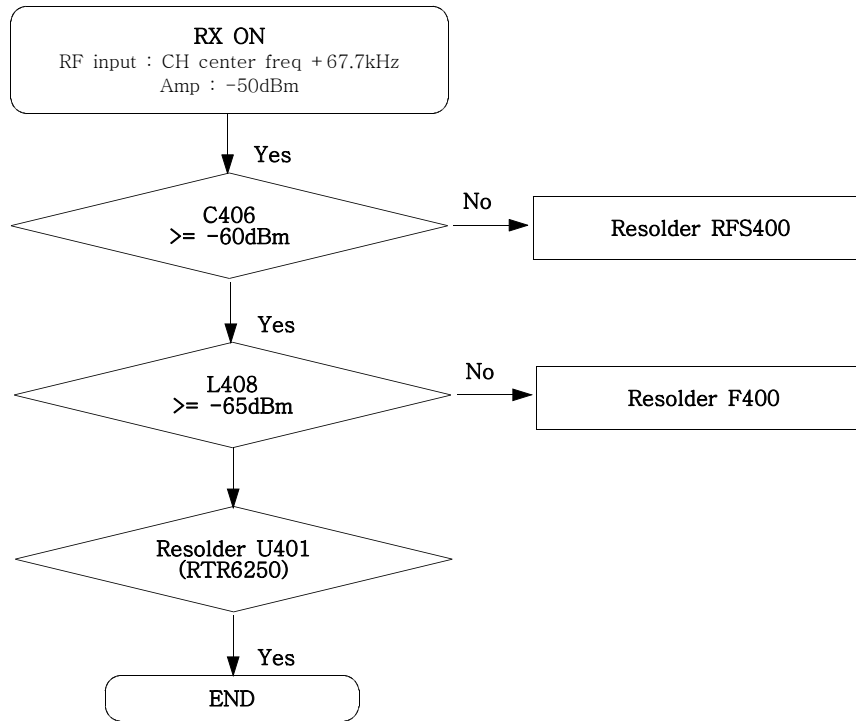 RX ON
RF input : CH center freq +67.7kHz
Amp : -50dBm
Yes
C406
>= -60dBm
No
Resolder RFS400
Yes
L408
>= -65dBm
No
Resolder F400
Resolder U401
(RTR6250)
Yes
END